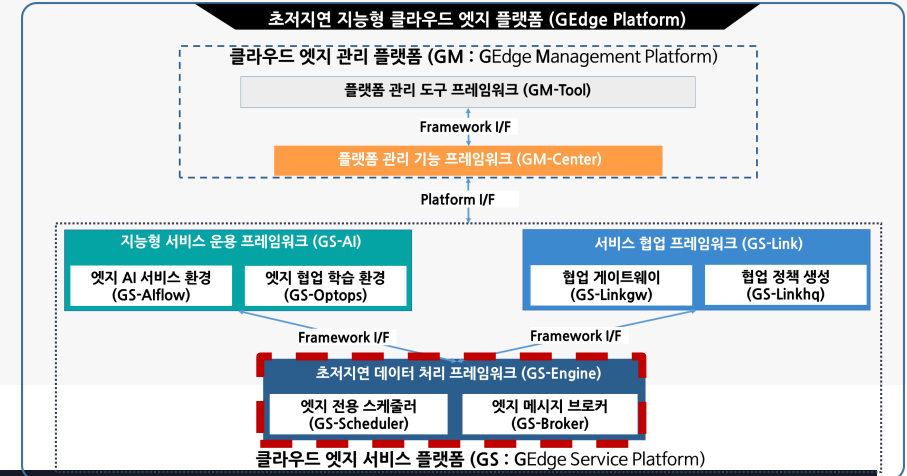 초저지연 지능형 클라우드 엣지 플랫폼 (GEdge Platform)
클라우드 엣지 관리 플랫폼 (GM : GEdge Management Platform)
플랫폼 관리 도구 프레임워크 (GM-Tool)
Framework I/F
플랫폼 관리 기능 프레임워크 (GM-Center)
Platform I/F
지능형 서비스 운용 프레임워크 (GS-AI)
엣지 AI 서비스 환경
(GS-AIflow)
엣지 협업 학습 환경
(GS-Optops)
서비스 협업 프레임워크 (GS-Link)
협업 게이트웨이
(GS-Linkgw)
협업 정책 생성
(GS-Linkhq)
Framework I/F
Framework I/F
초저지연 데이터 처리 프레임워크 (GS-Engine)
엣지 전용 스케줄러
(GS-Scheduler)
엣지 메시지 브로커
(GS-Broker)
클라우드 엣지 서비스 플랫폼 (GS : GEdge Service Platform)